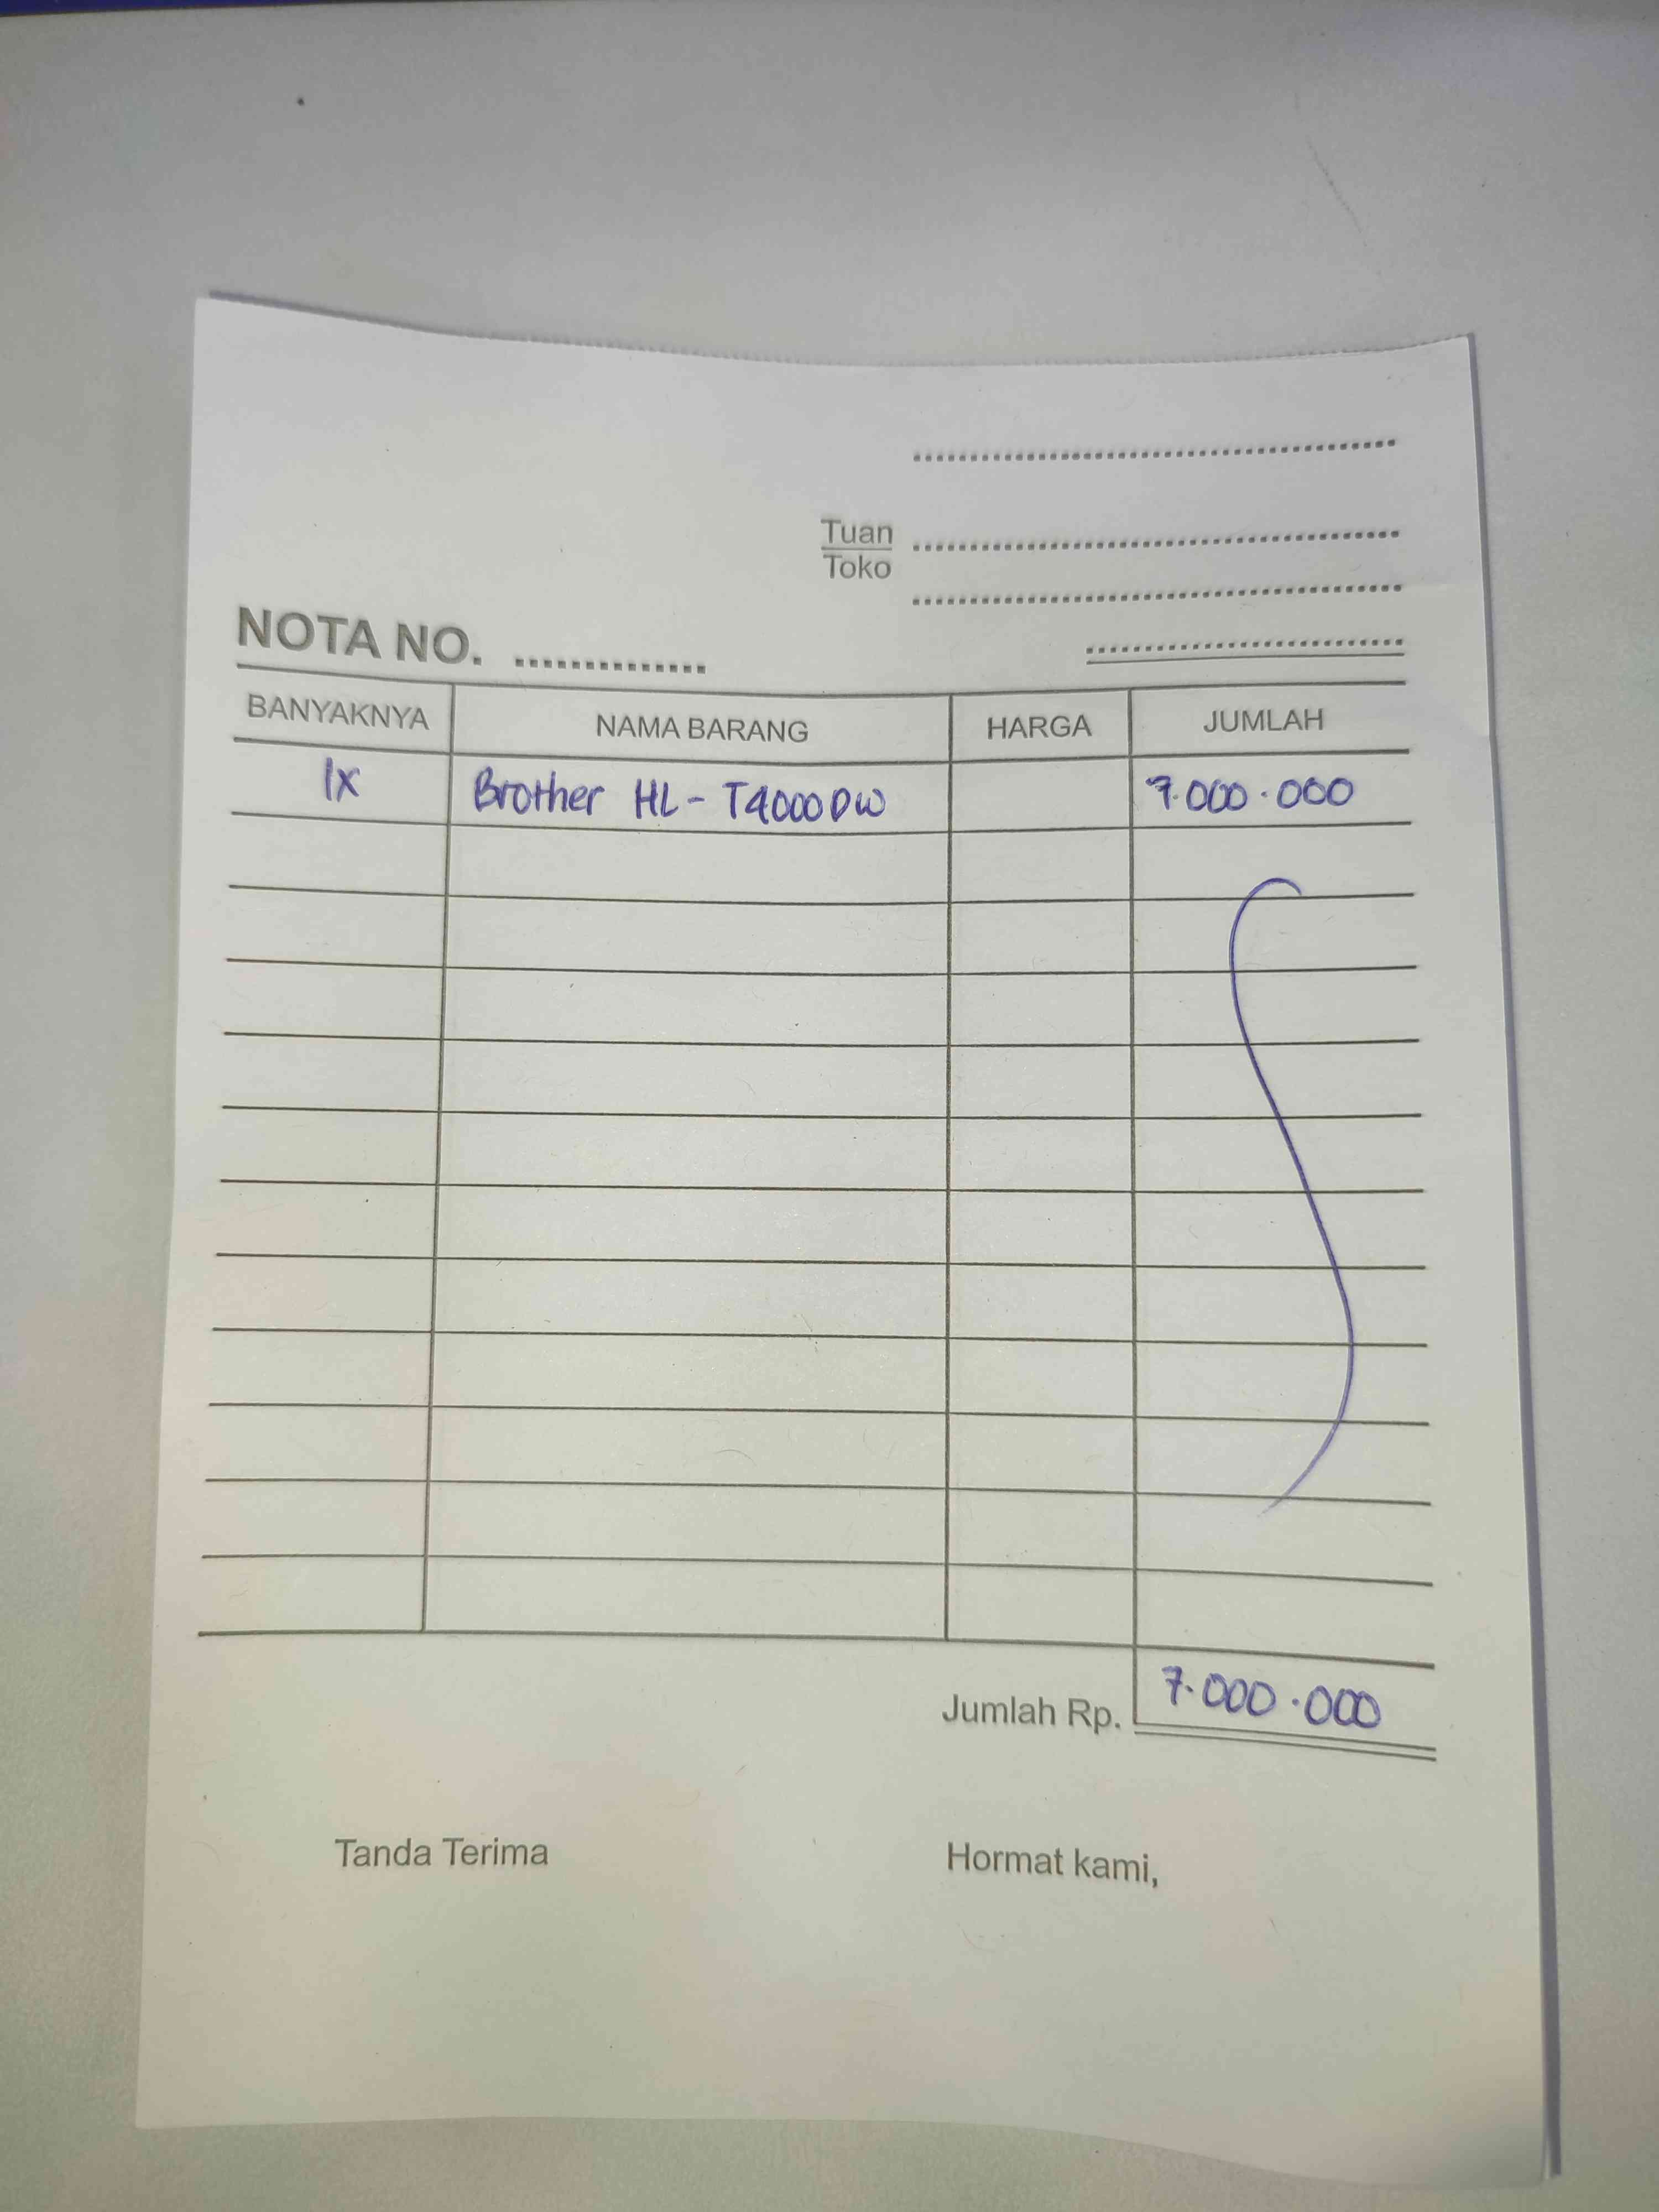 Tuan
Toko
NOTA NO. ..............
BANYAKNYA NAMA BARANG HARGA JUMLAH
1x Brother HL - T4000DW 7.000.000
Jumlah Rp. 7.000.000
Tanda Terima Hormat kami,